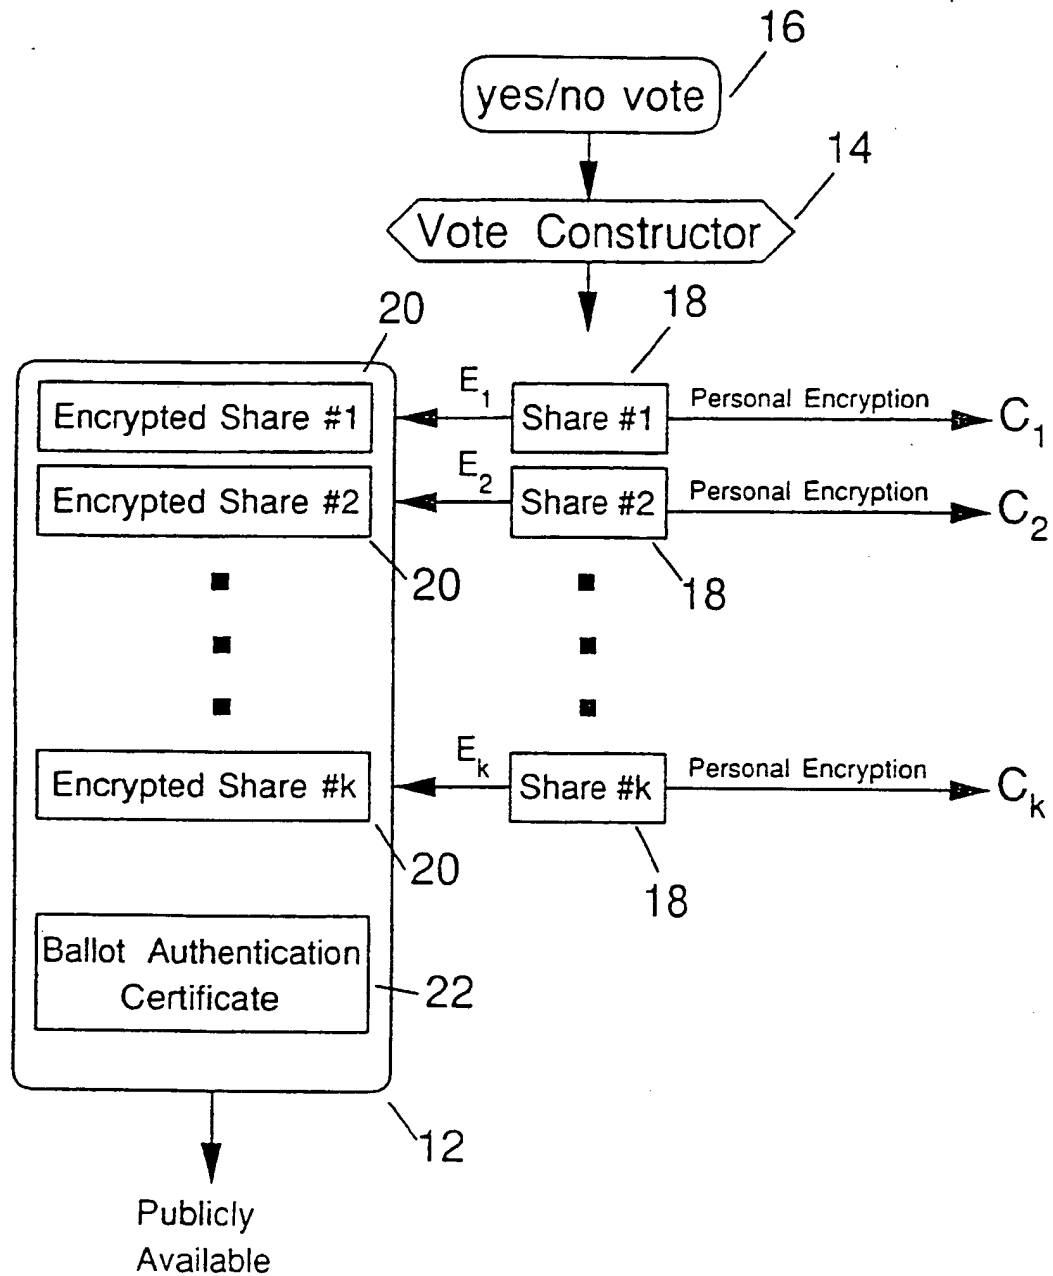 16
yes/no vote
14
Vote Constructor
18
20
E1
Encrypted Share #1
Share #1
Personal Encryption
C1
E2
Encrypted Share #2
Share #2
Personal Encryption
C2
20
18
Ek
Encrypted Share #k
Share #k
Personal Encryption
Ck
20
18
Ballot Authentication
Certificate
22
12
Publicly
Available